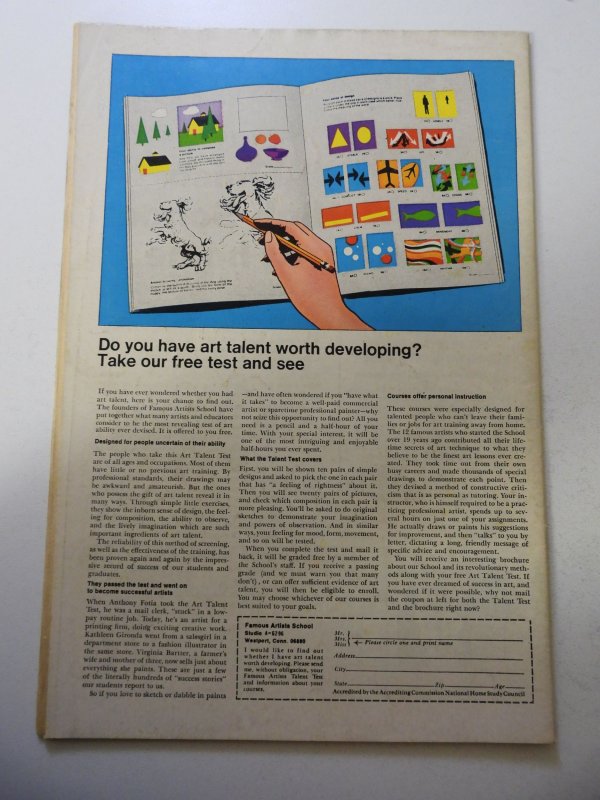 Your sense of design
Do you have art talent worth developing?
Take our free test and see
If you have ever wondered whether you had
art talent, here is your chance to find out.
The founders of Famous Artists School have
put together what many artists and educators
consider to be the most revealing test of art
ability ever devised. It is offered to you free.
Designed for people uncertain of their ability
The people who take this Art Talent Test
are of all ages and occupations. Most of them
have little or no previous art training. By
professional standards, their drawings may
be awkward and amateurish. But the ones
who possess the gift of art talent reveal it in
many ways. Through simple little exercises,
they show the inborn sense of design, the feel-
ing for composition, the ability to observe,
and the lively imagination which are such
important ingredients of art talent.
The reliability of this method of screening,
as well as the effectiveness of the training, has
been proven again and again by the impres-
sive record of success of our students and
graduates.
They passed the test and went on
to become successful artists
When Anthony Fotia took the Art Talent
Test, he was a mail clerk, "stuck" in a low-
pay routine job. Today, he's an artist for a
printing firm, doing exciting creative work.
Kathleen Gironda went from a salesgirl in a
department store to a fashion illustrator in
the same store. Virginia Bartter, a farmer's
wife and mother of three, now sells just about
everything she paints. These are just a few
of the literally hundreds of "success stories"
our students report to us.
So if you love to sketch or dabble in paints
—and have often wondered if you "have what
it takes" to become a well-paid commercial
artist or sparetime professional painter—why
not seize this opportunity to find out? All you
need is a pencil and a half-hour of your
time. With your special interest, it will be
one of the most intriguing and enjoyable
half-hours you ever spent.
What the Talent Test covers
First, you will be shown ten pairs of simple
designs and asked to pick the one in each pair
that has "a feeling of rightness" about it.
Then you will see twenty pairs of pictures,
and check which composition in each pair is
more pleasing. You'll be asked to do original
sketches to demonstrate your imagination
and powers of observation. And in similar
ways, your feeling for mood, form, movement,
and so on will be tested.
When you complete the test and mail it
back, it will be graded free by a member of
the School's staff. If you receive a passing
grade (and we must warn you that many
don't), or can offer sufficient evidence of art
talent, you will then be eligible to enroll.
You may choose whichever of our courses is
best suited to your goals.
Courses offer personal instruction
These courses were especially designed for
talented people who can't leave their fami-
lies or jobs for art training away from home.
The 12 famous artists who started the School
over 19 years ago contributed all their life-
time secrets of art technique to what they
believe to be the finest art lessons ever cre-
ated. They took time out from their own
busy careers and made thousands of special
drawings to demonstrate each point. Then
they devised a method of constructive crit-
icism that is as personal as tutoring. Your in-
structor, who is himself required to be a prac-
ticing professional artist, spends up to sev-
eral hours on just one of your assignments.
He actually draws or paints his suggestions
for improvement, and then "talks" to you by
letter, dictating a long, friendly message of
specific advice and encouragement.
You will receive an interesting brochure
about our School and its revolutionary meth-
ods along with your free Art Talent Test. If
you have ever dreamed of success in art, and
wondered if it were possible, why not mail
the coupon at left for both the Talent Test
and the brochure right now?
Famous Artists School
Westport, Conn. 06880
I would like to find out
whether I have art talent
worth developing. Please send
me, without obligation, your
Famous Artists Talent Test
and information about your
courses.
Mr.
Mrs.
Miss
Please circle one and print name
Address
City
State Zip Age
Accredited by the Accrediting Commission National Home Study Council